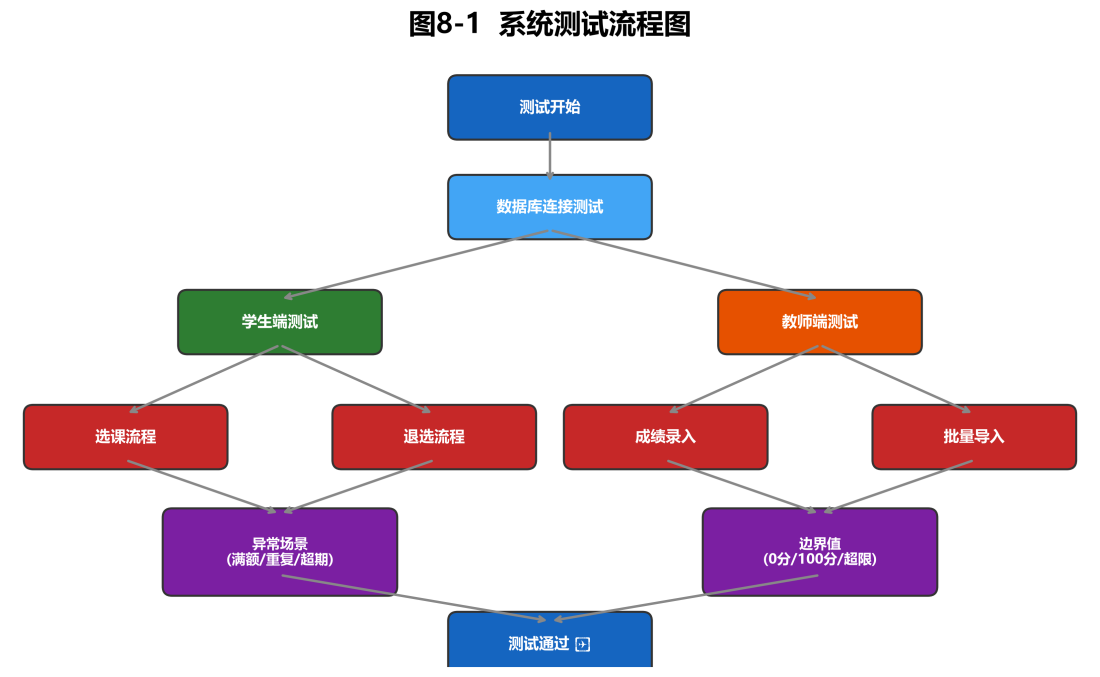 图8-1 系统测试流程图
测试开始
数据库连接测试
学生端测试
教师端测试
选课流程
退选流程
成绩录入
批量导入
异常场景
(满额/重复/超期)
边界值
(0分/100分/超限)
测试通过